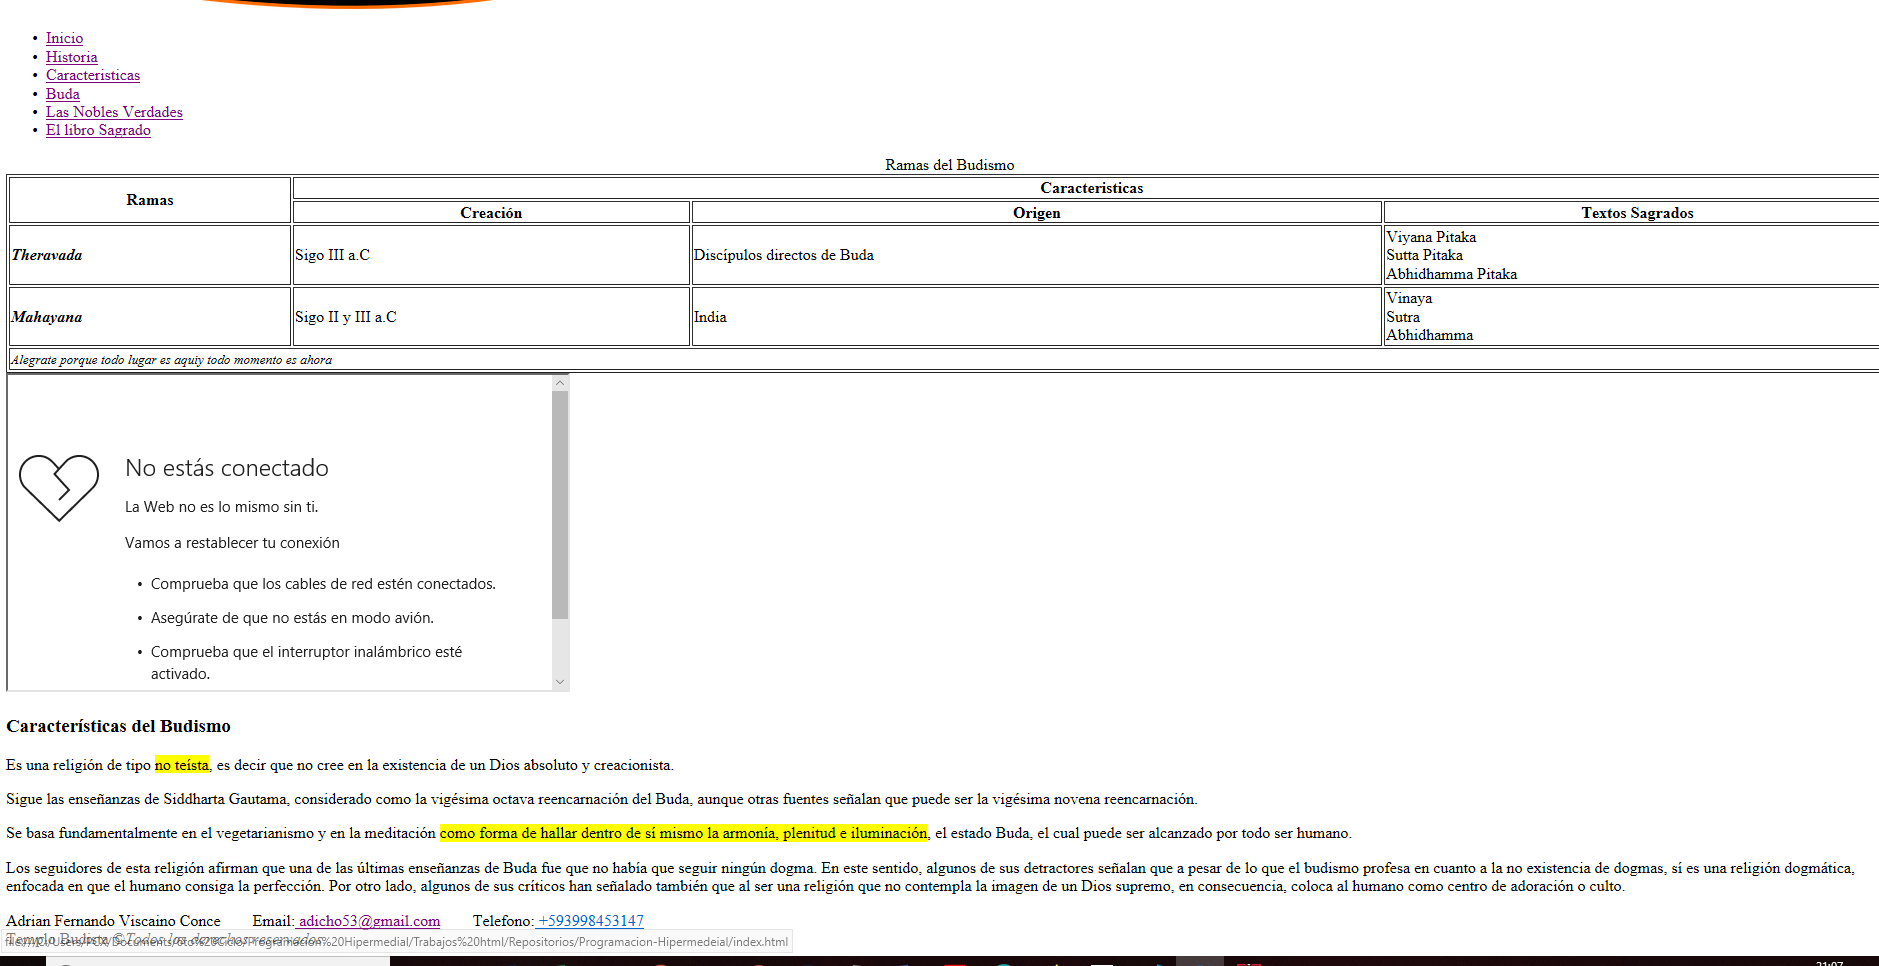 Inicio
Historia
Caracteristicas
Buda
Las Nobles Verdades
El libro Sagrado
Ramas del Budismo
Ramas
Caracteristicas
Creación
Origen
Textos Sagrados
Theravada
Sigo III a.C
Discípulos directos de Buda
Viyana Pitaka
Sutta Pitaka
Abhidhamma Pitaka
Mahayana
Sigo II y III a.C
India
Vinaya
Sutra
Abhidhamma
Alegrate porque todo lugar es aquiy todo momento es ahora
No estás conectado
La Web no es lo mismo sin ti.
Vamos a restablecer tu conexión
Comprueba que los cables de red estén conectados.
Asegúrate de que no estás en modo avión.
Comprueba que el interruptor inalámbrico esté
activado.
Características del Budismo
Es una religión de tipo no teísta, es decir que no cree en la existencia de un Dios absoluto y creacionista.
Sigue las enseñanzas de Siddharta Gautama, considerado como la vigésima octava reencarnación del Buda, aunque otras fuentes señalan que puede ser la vigésima novena reencarnación.
Se basa fundamentalmente en el vegetarianismo y en la meditación como forma de hallar dentro de sí mismo la armonía, plenitud e iluminación, el estado Buda, el cual puede ser alcanzado por todo ser humano.
Los seguidores de esta religión afirman que una de las últimas enseñanzas de Buda fue que no había que seguir ningún dogma. En este sentido, algunos de sus detractores señalan que a pesar de lo que el budismo profesa en cuanto a la no existencia de dogmas, sí es una religión dogmática,
enfocada en que el humano consiga la perfección. Por otro lado, algunos de sus críticos han señalado también que al ser una religión que no contempla la imagen de un Dios supremo, en consecuencia, coloca al humano como centro de adoración o culto.
Adrian Fernando Viscaino Conce Email: adicho53@gmail.com Telefono: +593998453147
Templo Budista ©Todos los derechos reservados
Hipermedial/Trabajos%20html/Repositorios/Programacion-Hipermedeial/index.html